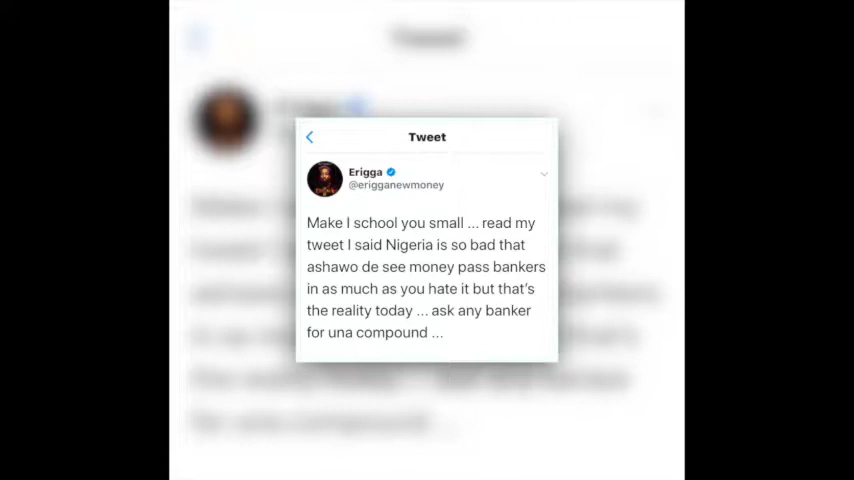 Tweet
Erigga
@erigganewmoney
Make I school you small ... read my
tweet I said Nigeria is so bad that
ashawo de see money pass bankers
in as much as you hate it but that's
the reality today ... ask any banker
for una compound ...